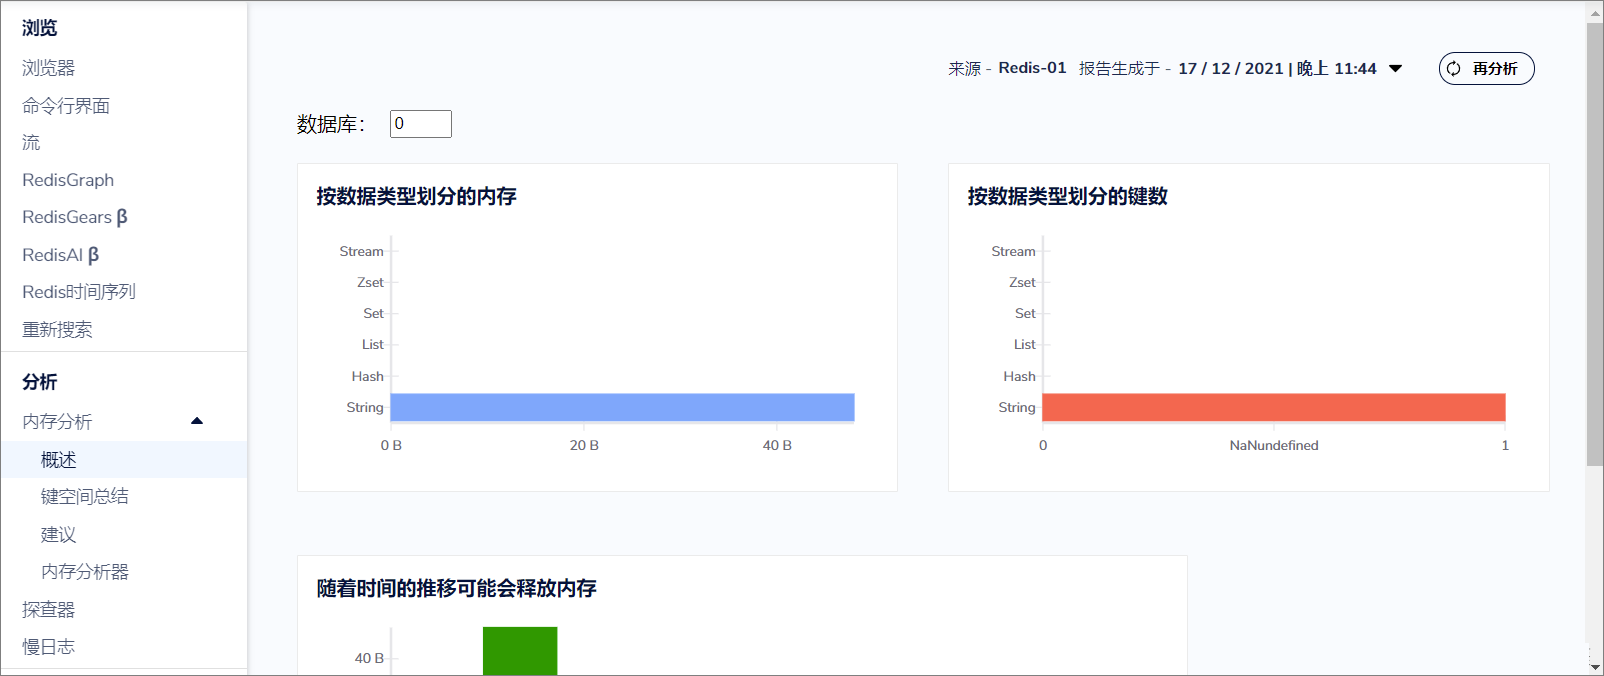 浏览
浏览器
命令行界面
流
RedisGraph
RedisGears β
RedisAI β
Redis时间序列
重新搜索
分析
内存分析
概述
键空间总结
建议
内存分析器
探查器
慢日志
来源 - Redis-01 报告生成于 - 17 / 12 / 2021 | 晚上 11:44
再分析
数据库： 0
按数据类型划分的内存
Stream
Zset
Set
List
Hash
String
0 B 20 B 40 B
按数据类型划分的键数
Stream
Zset
Set
List
Hash
String
0 NaNundefined 1
随着时间的推移可能会释放内存
40 B